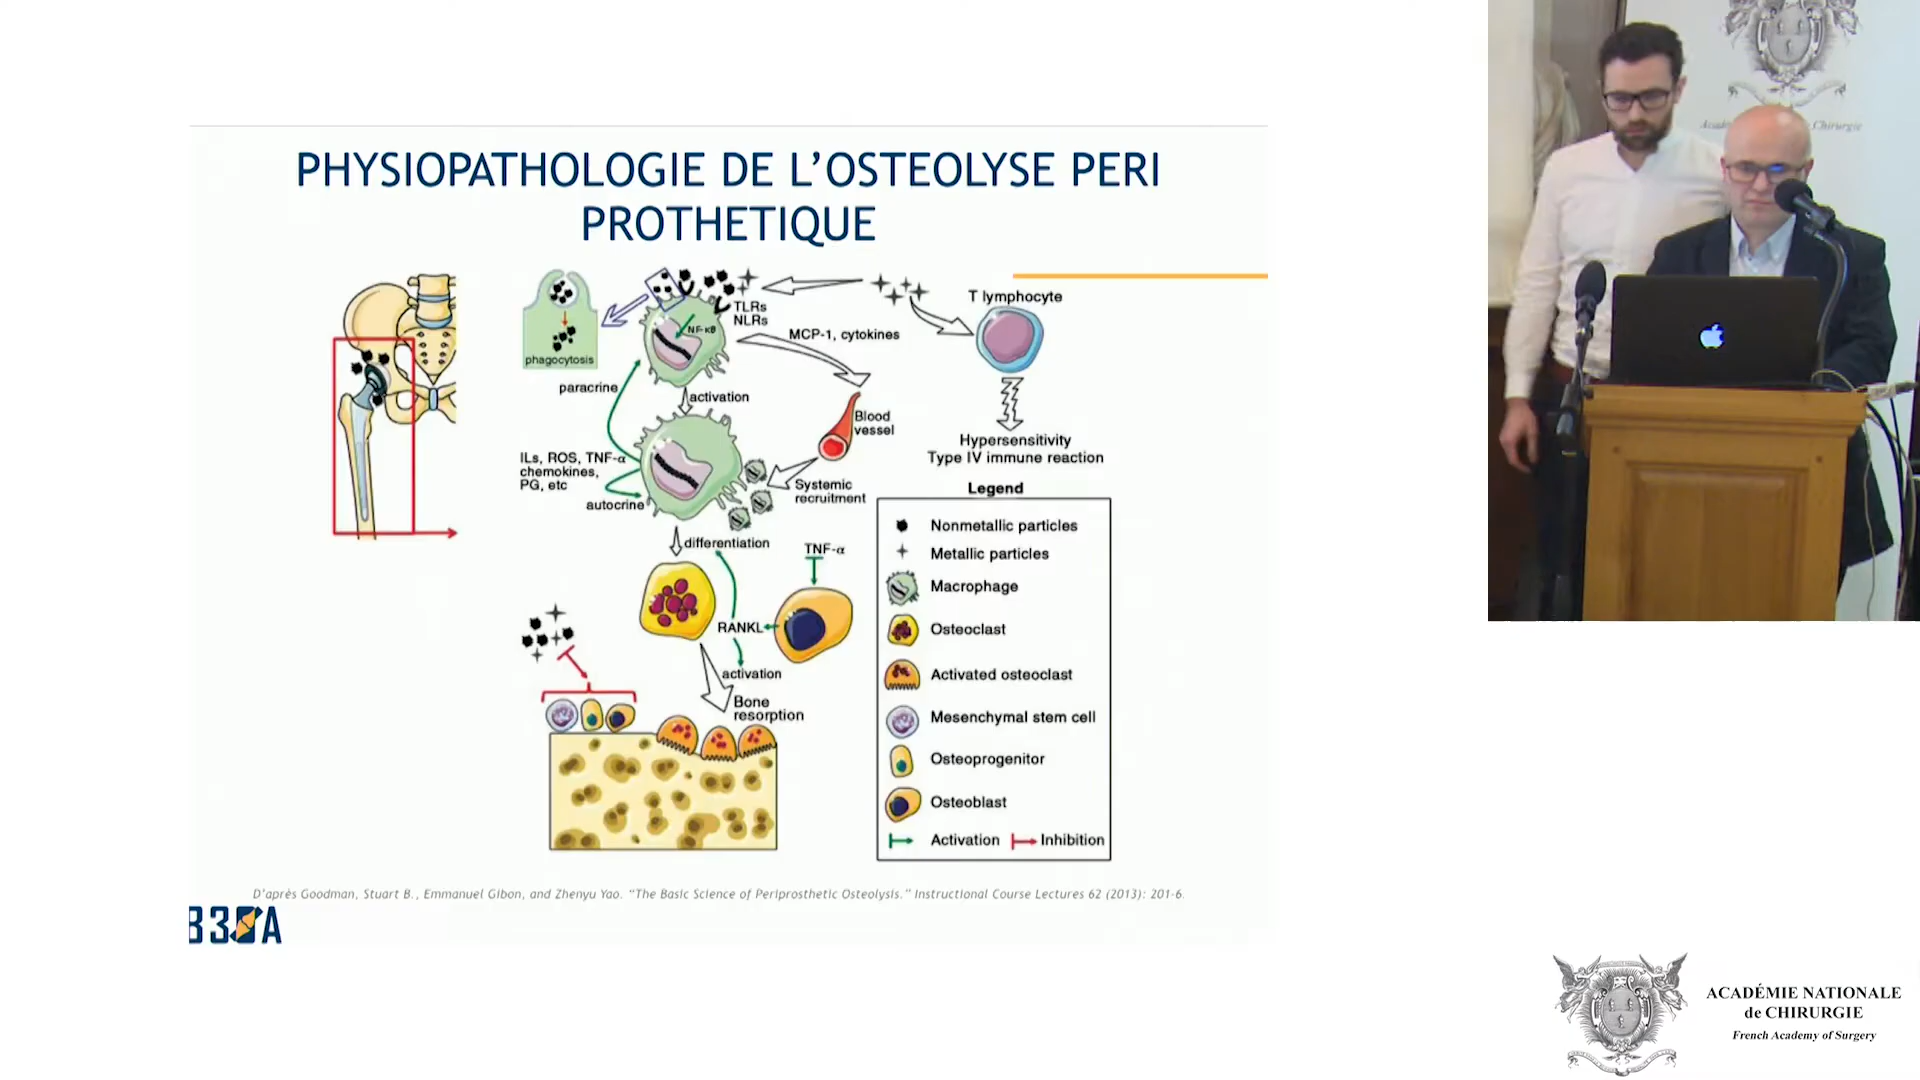 PHYSIOPATHOLOGIE DE L'OSTEOLYSE PERI
PROTHETIQUE
TLRs
NLRs
NF-κB
phagocytosis
MCP-1, cytokines
T lymphocyte
paracrine
activation
Blood
vessel
Hypersensitivity
Type IV immune reaction
ILs, ROS, TNF-α
chemokines,
PG, etc
autocrine
Systemic
recruitment
differentiation
TNF-α
RANKL
activation
Bone
resorption
Legend
Nonmetallic particles
Metallic particles
Macrophage
Osteoclast
Activated osteoclast
Mesenchymal stem cell
Osteoprogenitor
Osteoblast
Activation
Inhibition
D'après Goodman, Stuart B., Emmanuel Gibon, and Zhenyu Yao. “The Basic Science of Periprosthetic Osteolysis.” Instructional Course Lectures 62 (2013): 201-6.
Chirurgie
ACADÉMIE NATIONALE
de CHIRURGIE
French Academy of Surgery